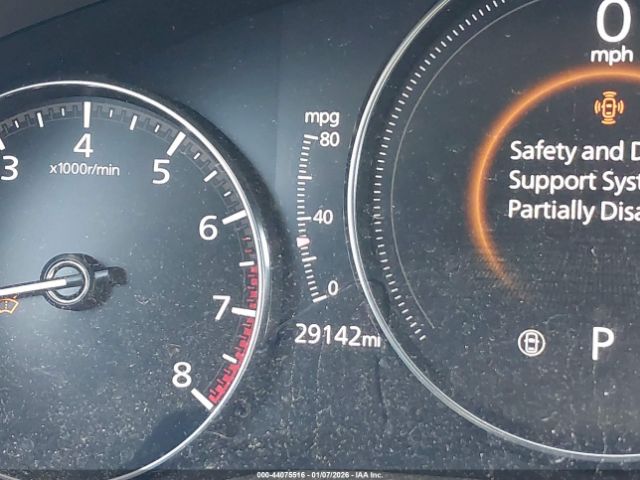 0
mph
mpg
80
Safety and D
Support Syst
Partially Disa
3
4
5
x1000r/min
6
40
0
7
29142mi
P
8
000-44075516 - 01/07/2026 - IAA Inc.